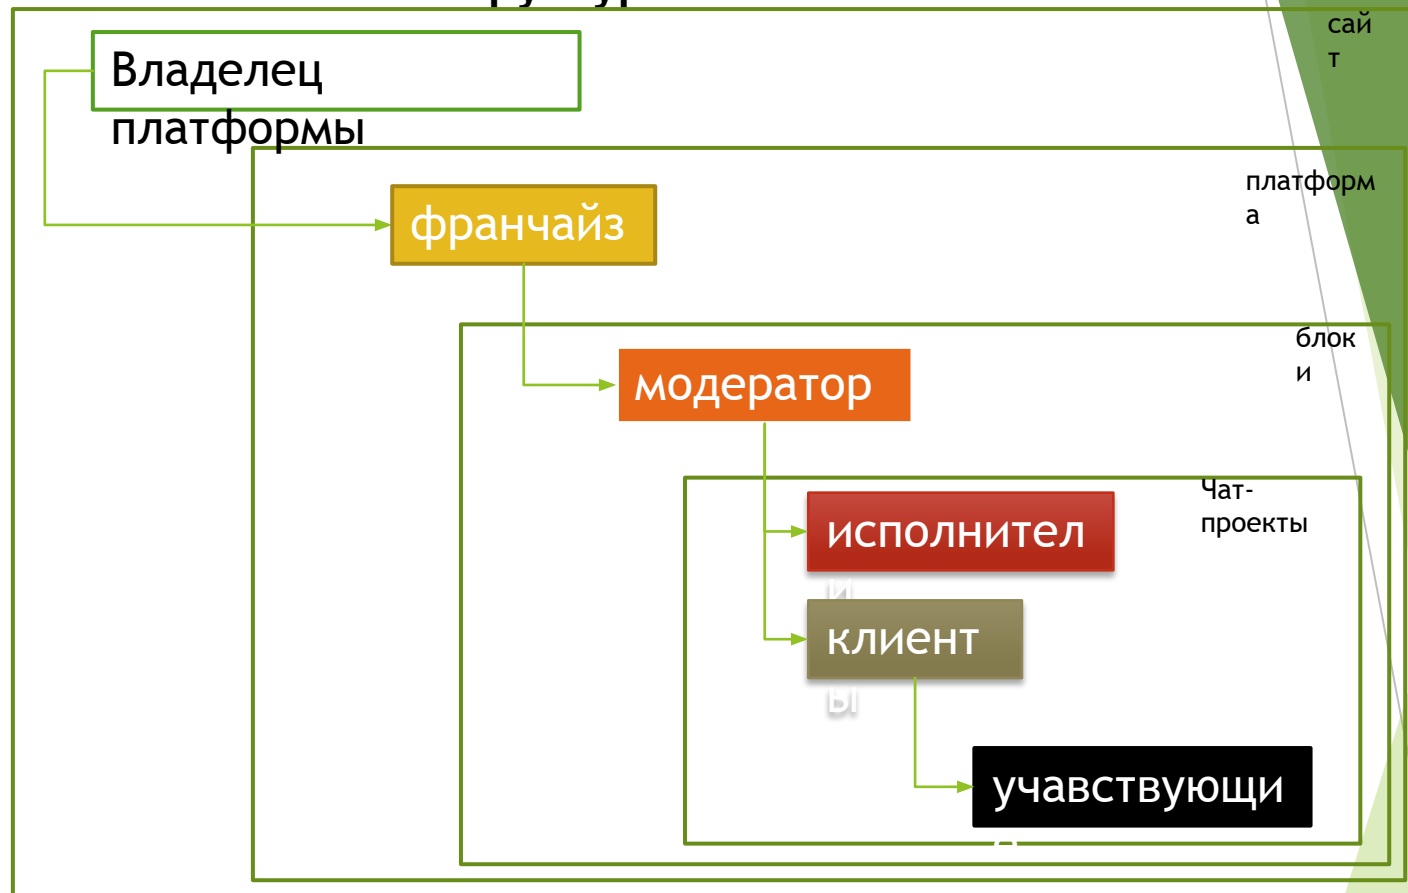 сай
т
Владелец
платформы
платформ
а
франчайз
блок
и
модератор
Чат-
проекты
исполнител
и
клиент
ы
учавствующи